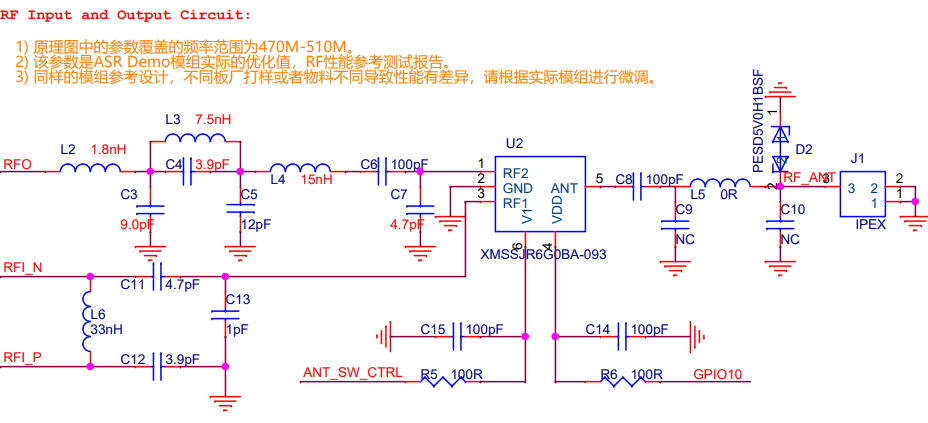 RF Input and Output Circuit:
1) 原理图中的参数覆盖的频率范围为470M-510M。
2) 该参数是ASR Demo模组实际的优化值，RF性能参考测试报告。
3) 同样的模组参考设计，不同板厂打样或者物料不同导致性能有差异，请根据实际模组进行微调。
PESD5V0H1BSF
1
D2
2
L3 7.5nH
RFO
L2 1.8nH
C4 3.9pF
L4 15nH
C6 100pF
C3
9.0pF
C5
12pF
C7
4.7pF
U2
1 RF2
2 GND
3 RF1
ANT 5
V1 6
VDD 4
XMSSJR6G0BA-093
C8 100pF
L5 0R
RF_ANT
C9
NC
C10
NC
J1
3 3 2 2
1 1
IPEX
RFI_N
C11 4.7pF
C13
1pF
L6
33nH
RFI_P
C12 3.9pF
C15 100pF
C14 100pF
ANT_SW_CTRL
R5 100R
R6 100R
GPIO10